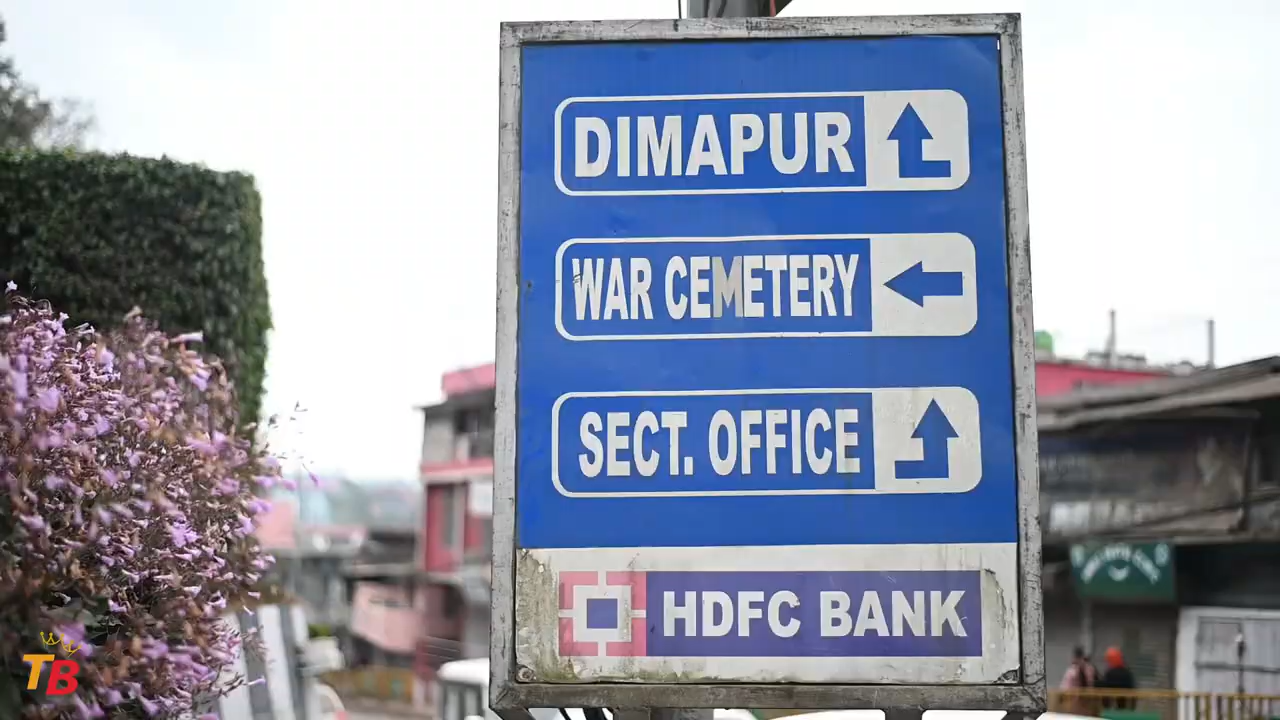 DIMAPUR
WAR CEMETERY
SECT. OFFICE
HDFC BANK
TB